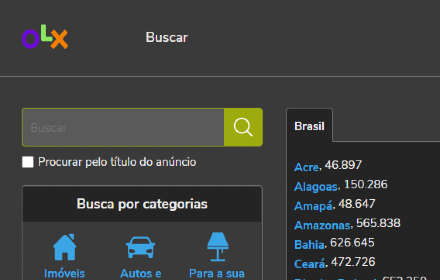 OLX
Buscar
Buscar
Procurar pelo título do anúncio
Busca por categorias
Imóveis
Autos e
Para a sua
Brasil
Acre, 46.897
Alagoas, 150.286
Amapá, 48.647
Amazonas, 565.838
Bahia, 626.645
Ceará, 472.726